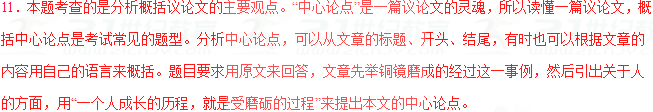 11．本题考查的是分析概括议论文的主要观点。“中心论点”是一篇议论文的灵魂，所以读懂一篇议论文，概
括中心论点是考试常见的题型。分析中心论点，可以从文章的标题、开头、结尾，有时也可以根据文章的
内容用自己的语言来概括。题目要求用原文来回答，文章先举铜镜磨成的经过这一事例，然后引出关于人
的方面，用“一个人成长的历程，就是受磨砺的过程”来提出本文的中心论点。